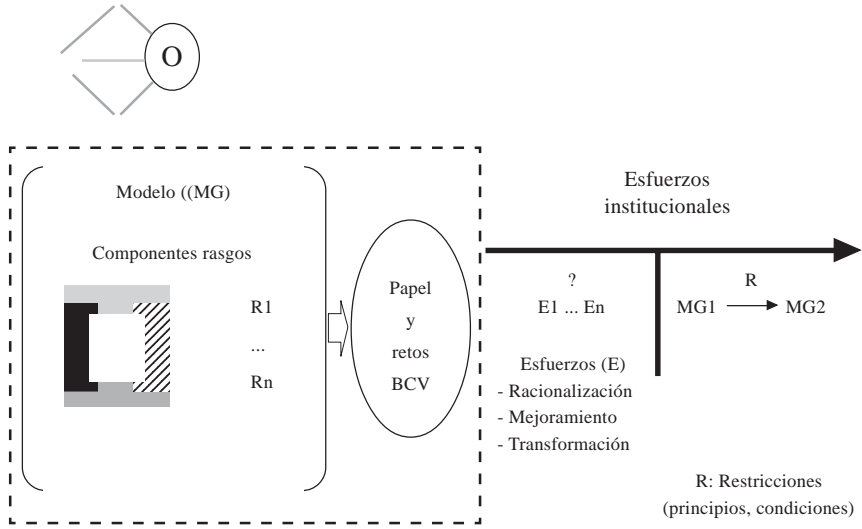 O
Modelo ((MG)
Componentes rasgos
R1
...
Rn
Papel
y
retos
BCV
Esfuerzos
institucionales
?
E1 ... En
R
MG1 MG2
Esfuerzos (E)
- Racionalización
- Mejoramiento
- Transformación
R: Restricciones
(principios, condiciones)